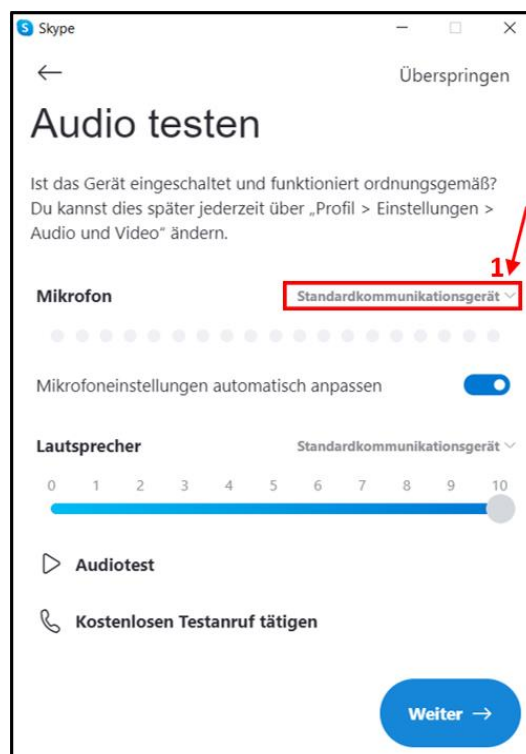 Skype
Überspringen
Audio testen
Ist das Gerät eingeschaltet und funktioniert ordnungsgemäß?
Du kannst dies später jederzeit über „Profil > Einstellungen >
Audio und Video“ ändern.
1
Mikrofon Standardkommunikationsgerät
Mikrofoneinstellungen automatisch anpassen
Lautsprecher Standardkommunikationsgerät
0 1 2 3 4 5 6 7 8 9 10
Audiotest
Kostenlosen Testanruf tätigen
Weiter →